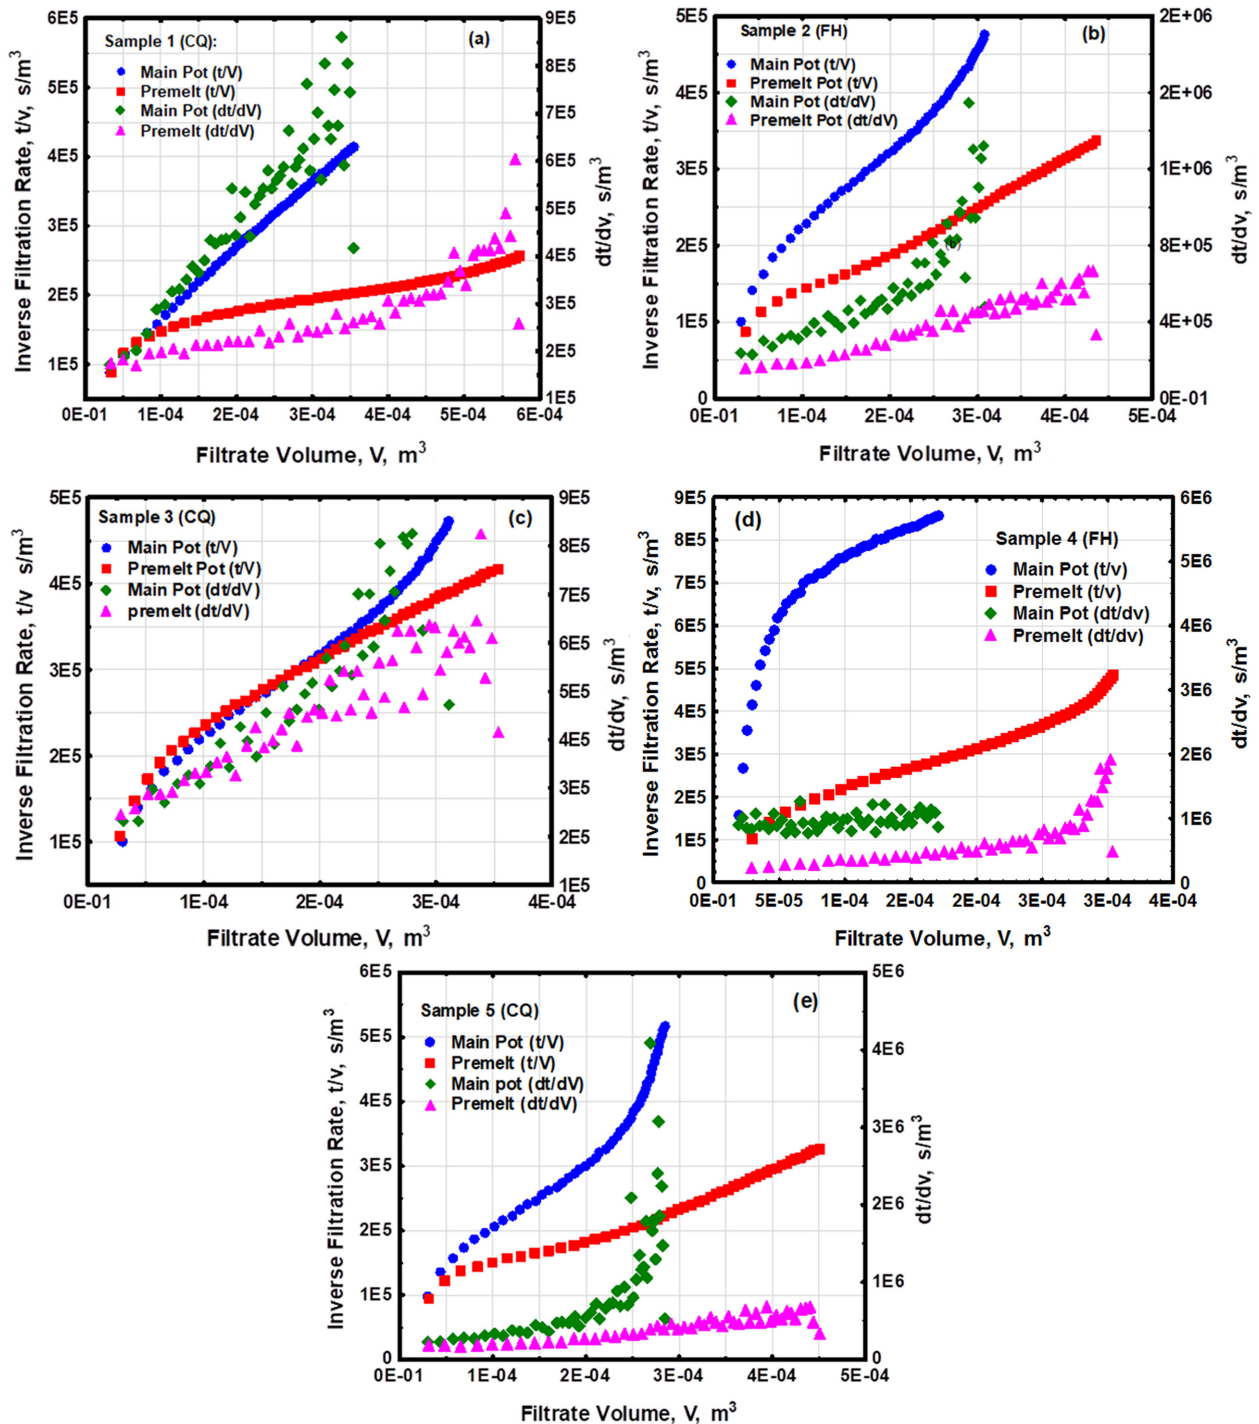 Sample 1 (CQ):
Main Pot (t/V)
Premelt (t/V)
Main Pot (dt/dV)
Premelt (dt/dV)
(a)
Inverse Filtration Rate, t/v, s/m3
6E5
5E5
4E5
3E5
2E5
1E5
9E5
8E5
7E5
6E5
5E5
4E5
3E5
2E5
1E5
dt/dv, s/m3
0E-01 1E-04 2E-04 3E-04 4E-04 5E-04 6E-04
Filtrate Volume, V, m3
Sample 2 (FH)
Main Pot (t/V)
Premelt Pot (t/V)
Main Pot (dt/dV)
Premelt Pot (dt/dV)
(b)
Inverse Filtration Rate, t/v, s/m3
5E5
4E5
3E5
2E5
1E5
0
2E+06
2E+06
1E+06
8E+05
4E+05
0E-01
dt/dv, s/m3
0E-01 1E-04 2E-04 3E-04 4E-04 5E-04
Filtrate Volume, V, m3
Sample 3 (CQ)
Main Pot (t/V)
Premelt Pot (t/V)
Main Pot (dt/dV)
premelt (dt/dV)
(c)
Inverse Filtration Rate, t/v s/m3
5E5
4E5
3E5
2E5
1E5
9E5
8E5
7E5
6E5
5E5
4E5
3E5
2E5
1E5
dt/dv, s/m3
0E-01 1E-04 2E-04 3E-04 4E-04
Filtrate Volume, V, m3
(d)
Sample 4 (FH)
Main Pot (t/v)
Premelt (t/v)
Main Pot (dt/dv)
Premelt (dt/dv)
Inverse Filtration Rate, t/v, s/m3
9E5
8E5
7E5
6E5
5E5
4E5
3E5
2E5
1E5
0
6E6
5E6
4E6
3E6
2E6
1E6
0
dt/dv, s/m3
0E-01 5E-05 1E-04 2E-04 2E-04 3E-04 3E-04 4E-04
Filtrate Volume, V, m3
Sample 5 (CQ)
Main Pot (t/V)
Premelt (t/V)
Main pot (dt/dV)
Premelt (dt/dV)
(e)
Inverse Filtration Rate, t/v, s/m3
6E5
5E5
4E5
3E5
2E5
1E5
0
5E6
4E6
3E6
2E6
1E6
0
dt/dv, s/m3
0E-01 1E-04 2E-04 3E-04 4E-04 5E-04
Filtrate Volume, V, m3